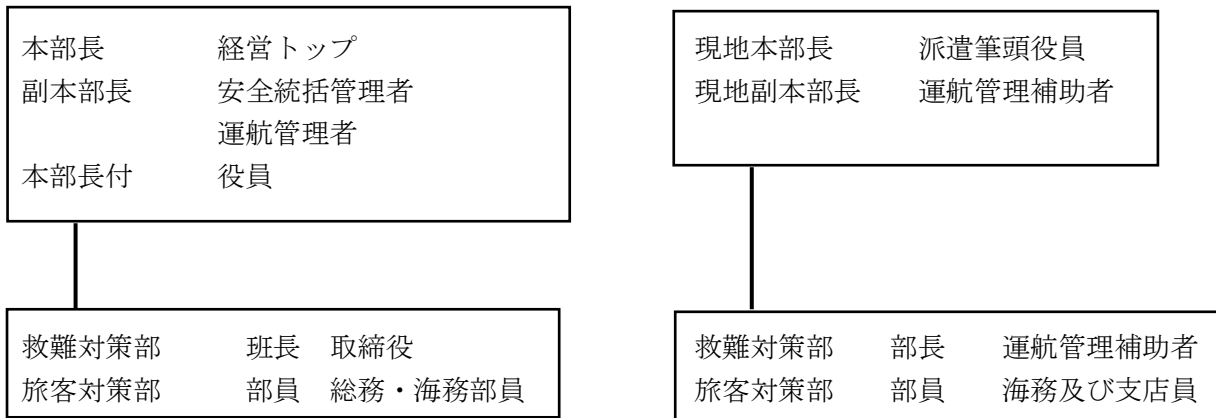 本部長 経営トップ
副本部長 安全統括管理者
運航管理者
本部長付 役員
現地本部長 派遣筆頭役員
現地副本部長 運航管理補助者
救難対策部 班長 取締役
旅客対策部 部員 総務・海務部員
救難対策部 部長 運航管理補助者
旅客対策部 部員 海務及び支店員